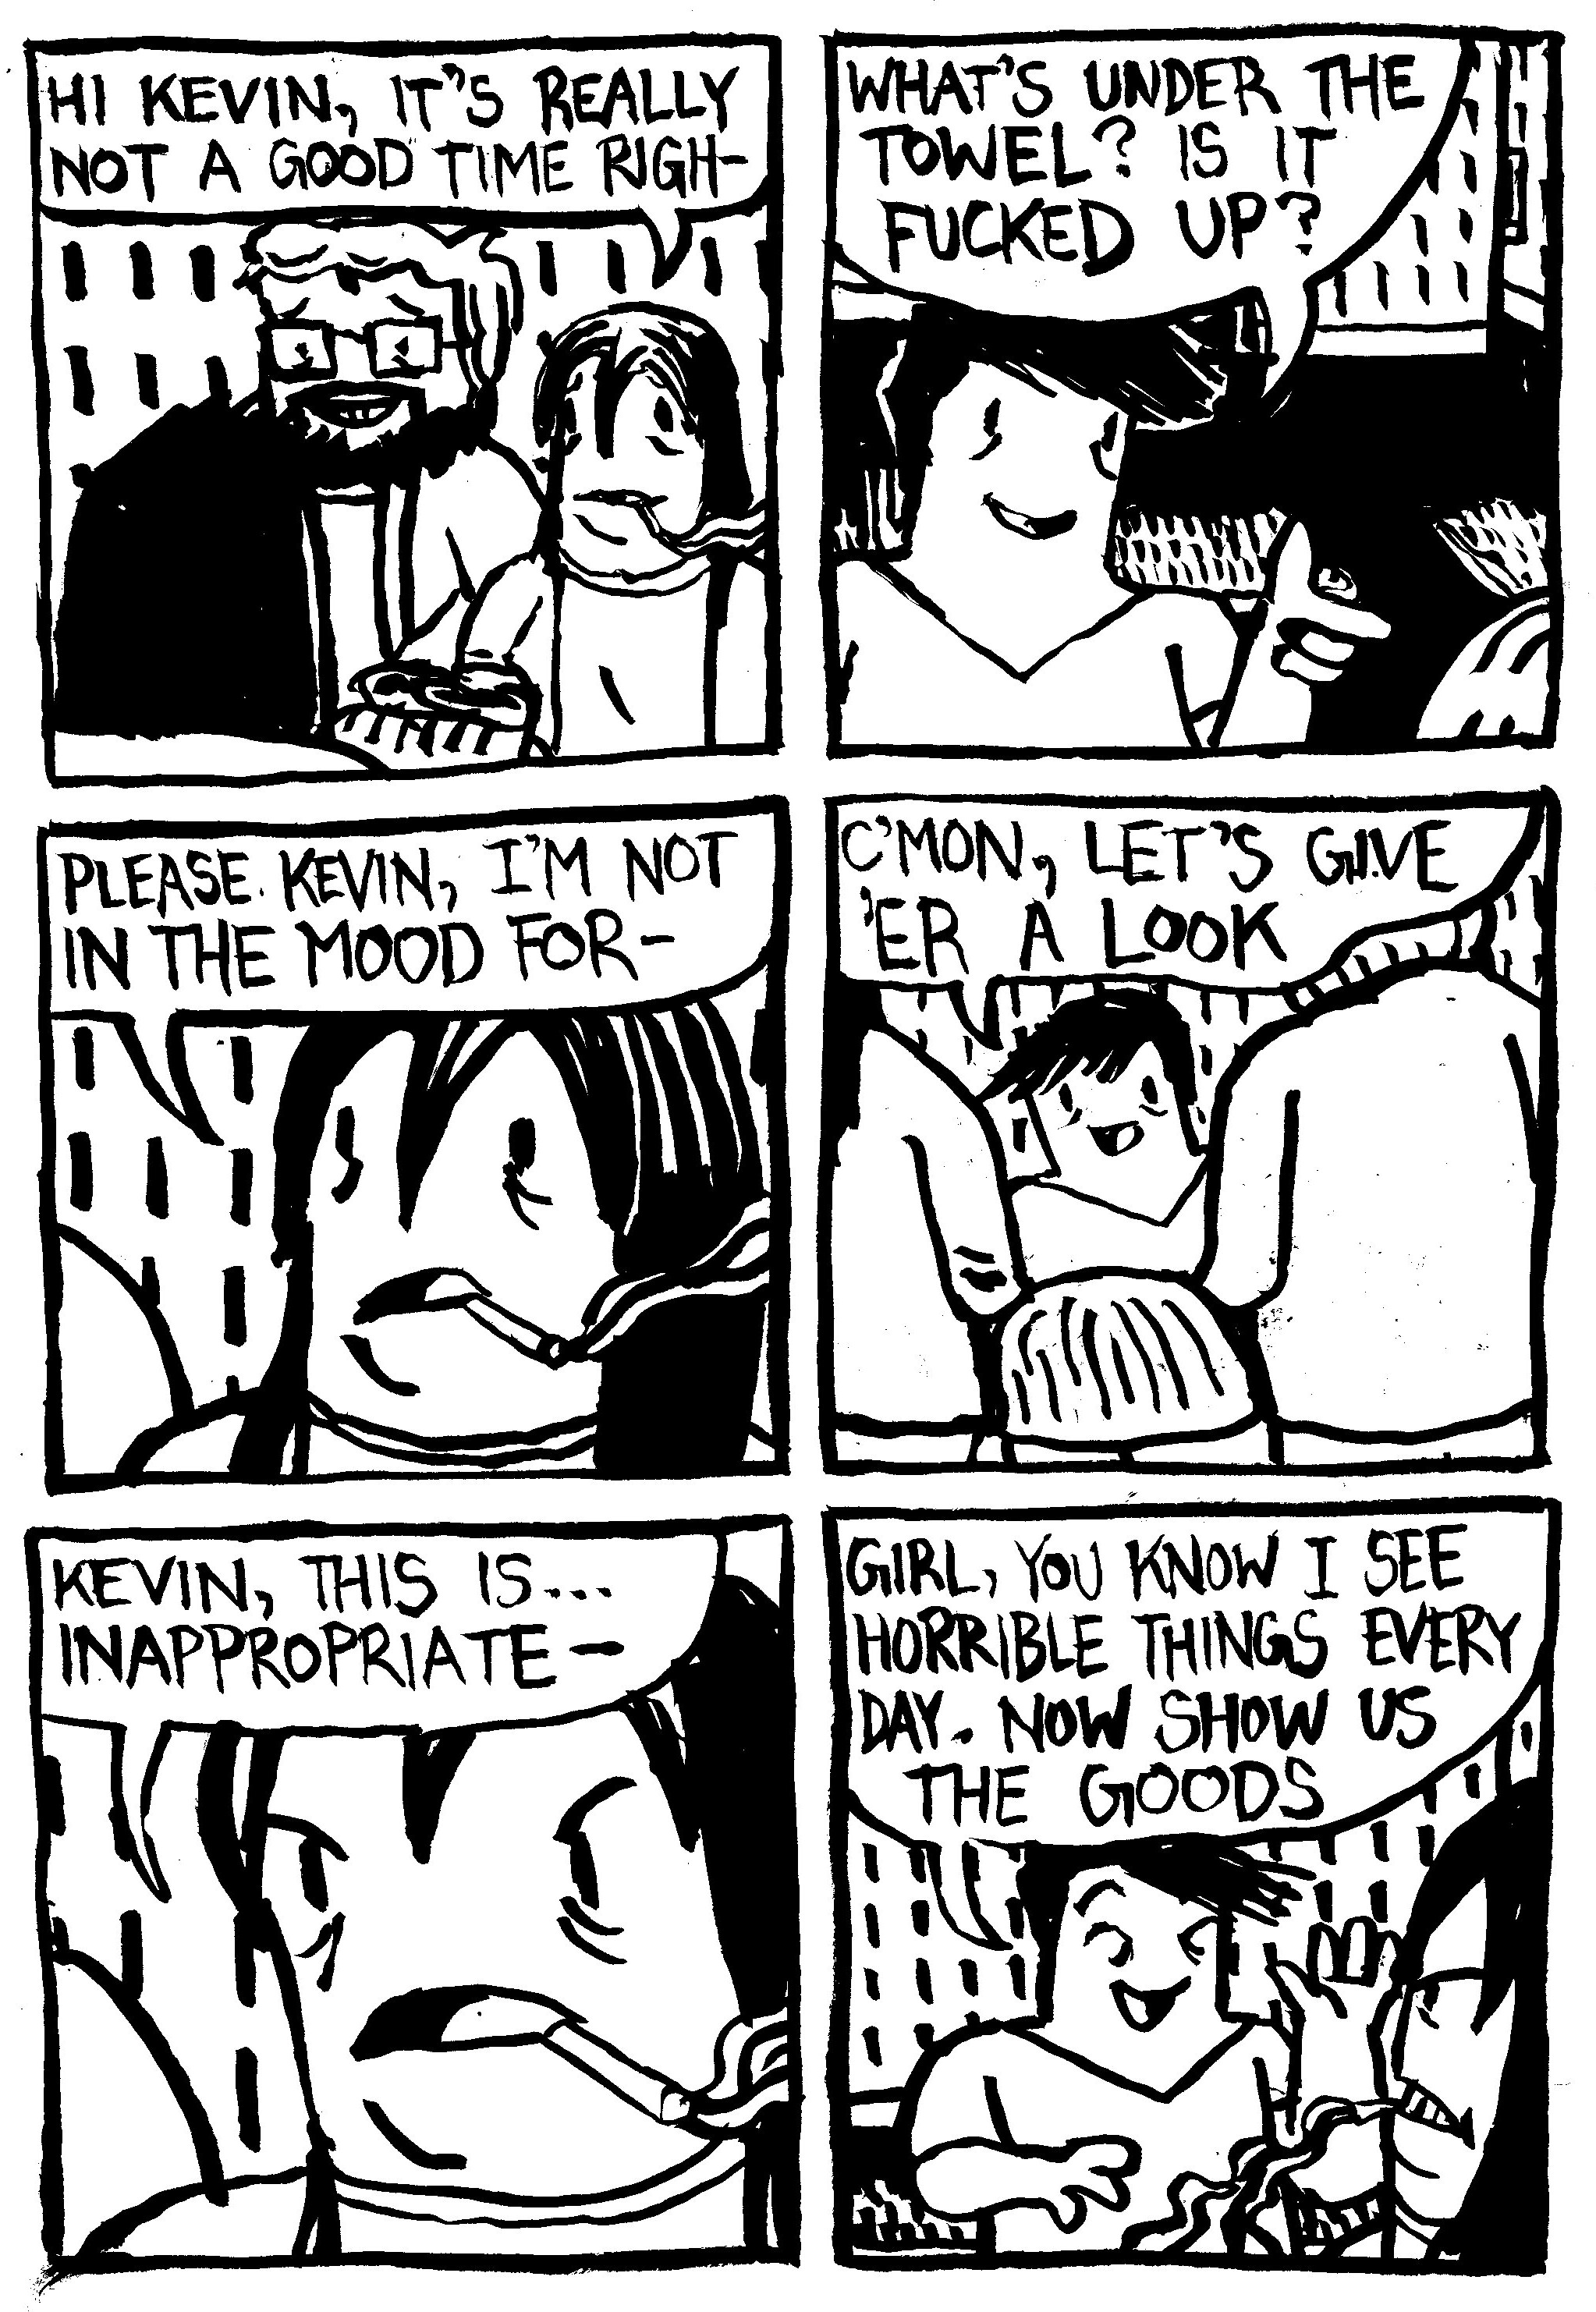 HI KEVIN, IT'S REALLY
NOT A GOOD TIME RIGH-
WHAT'S UNDER THE
TOWEL? IS IT
FUCKED UP?
PLEASE. KEVIN, I'M NOT
IN THE MOOD FOR-
C'MON, LET'S GIVE
'ER A LOOK
KEVIN, THIS IS...
INAPPROPRIATE-
GIRL, YOU KNOW I SEE
HORRIBLE THINGS EVERY
DAY. NOW SHOW US
THE GOODS